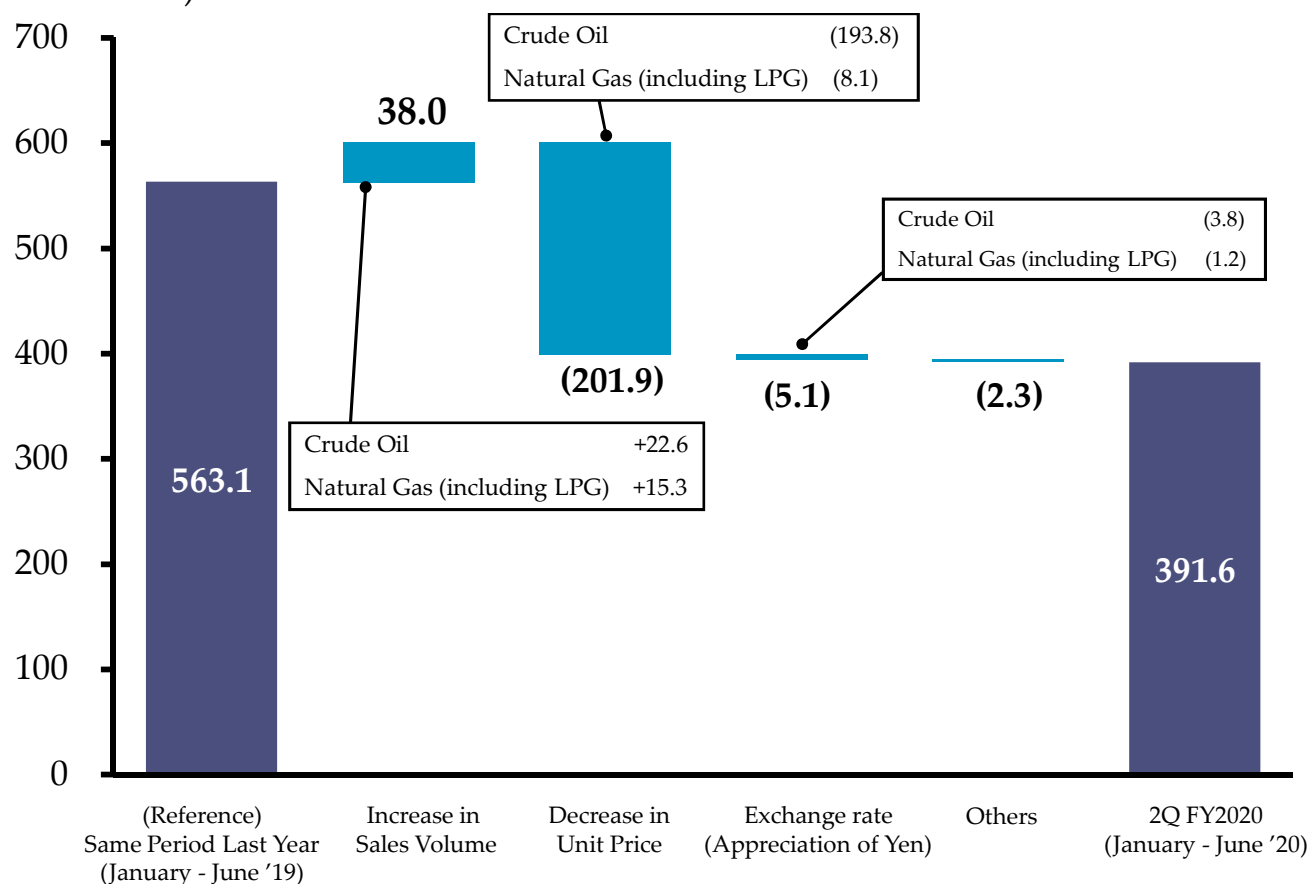 )
700
600
500
400
300
200
100
0
Crude Oil (193.8)
Natural Gas (including LPG) (8.1)
38.0
Crude Oil (3.8)
Natural Gas (including LPG) (1.2)
(201.9)
(5.1)
(2.3)
Crude Oil +22.6
Natural Gas (including LPG) +15.3
563.1
391.6
(Reference)
Same Period Last Year
(January - June ’19)
Increase in
Sales Volume
Decrease in
Unit Price
Exchange rate
(Appreciation of Yen)
Others
2Q FY2020
(January - June ’20)